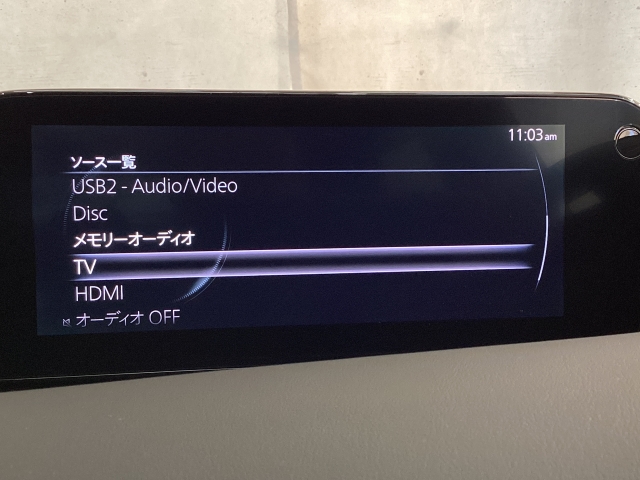 11:03am
ソース一覧
USB2 - Audio/Video
Disc
メモリーオーディオ
TV
HDMI
オーディオ OFF